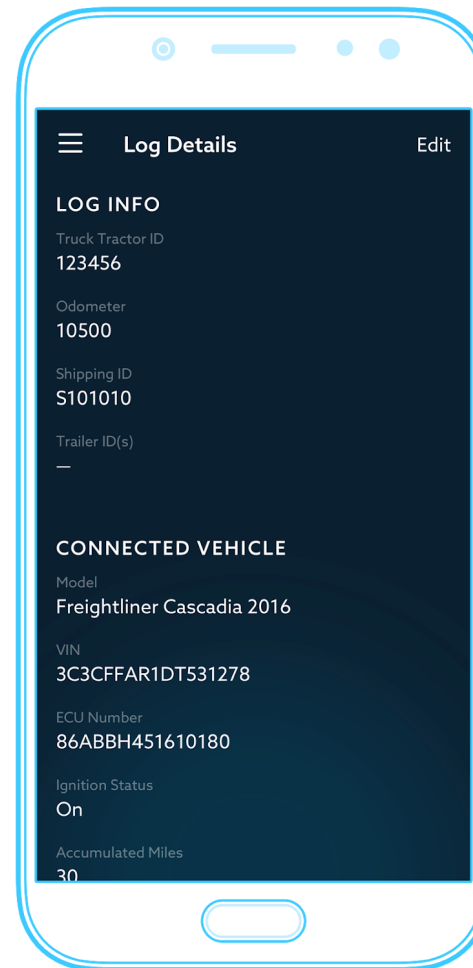 Log Details
Edit
LOG INFO
Truck Tractor ID
123456
Odometer
10500
Shipping ID
S101010
Trailer ID(s)
—
CONNECTED VEHICLE
Model
Freightliner Cascadia 2016
VIN
3C3CFFAR1DT531278
ECU Number
86ABBH451610180
Ignition Status
On
Accumulated Miles
30